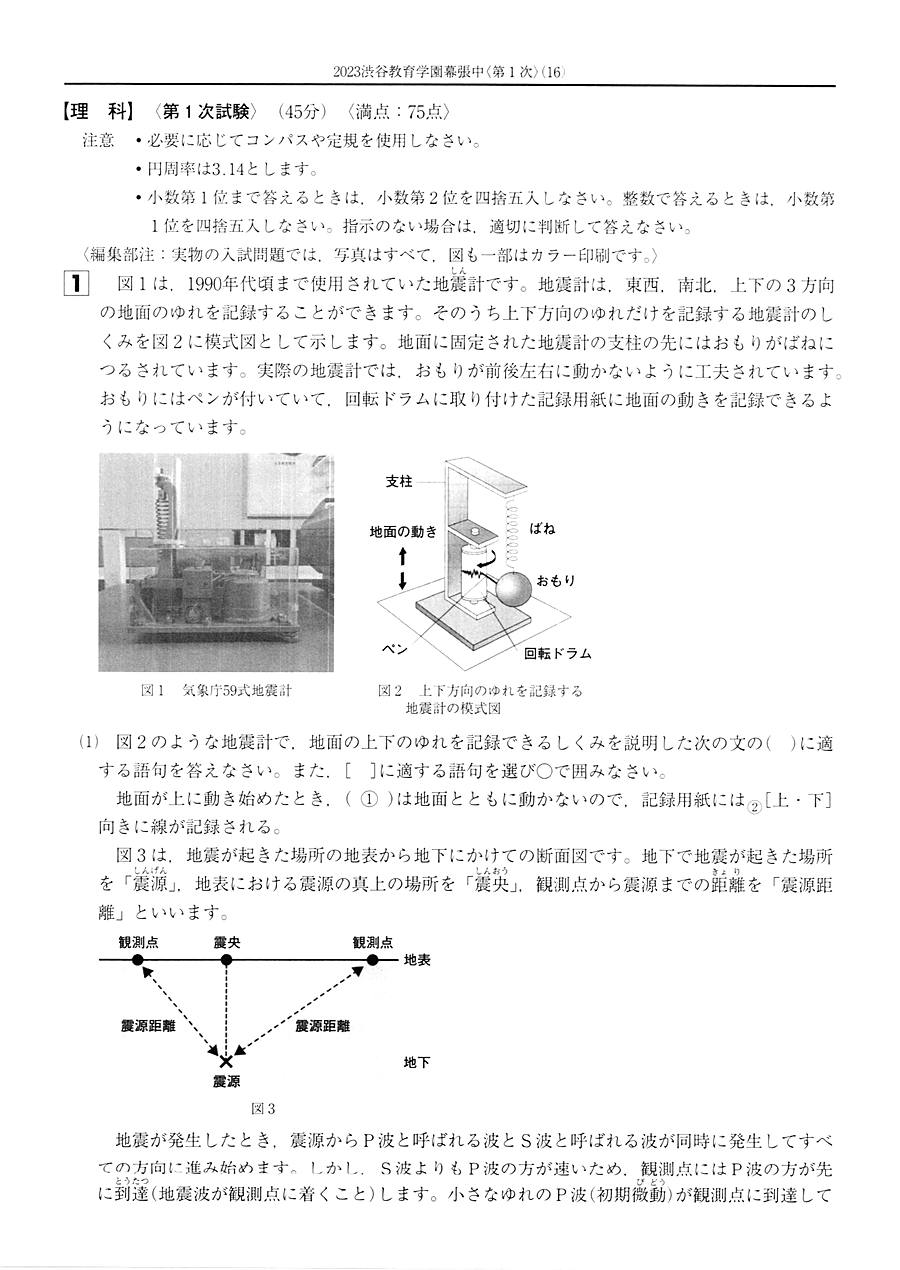 2023渋谷教育学園幕張中〈第1次〉(16)
【理 科】〈第1次試験〉(45分)〈満点：75点〉
注意 •必要に応じてコンパスや定規を使用しなさい。
•円周率は3.14とします。
•小数第1位まで答えるときは，小数第2位を四捨五入しなさい。整数で答えるときは，小数第
1位を四捨五入しなさい。指示のない場合は，適切に判断して答えなさい。
〈編集部注：実物の入試問題では，写真はすべて，図も一部はカラー印刷です。〉
しん
1 図1は，1990年代頃まで使用されていた地震計です。地震計は，東西，南北，上下の3方向
の地面のゆれを記録することができます。そのうち上下方向のゆれだけを記録する地震計のし
くみを図2に模式図として示します。地面に固定された地震計の支柱の先にはおもりがばねに
つるされています。実際の地震計では，おもりが前後左右に動かないように工夫されています。
おもりにはペンが付いていて，回転ドラムに取り付けた記録用紙に地面の動きを記録できるよ
うになっています。
支柱
地面の動き
ばね
おもり
ペン
回転ドラム
図1 気象庁59式地震計
図2 上下方向のゆれを記録する
地震計の模式図
(1) 図2のような地震計で，地面の上下のゆれを記録できるしくみを説明した次の文の( )に適
する語句を答えなさい。また，[ ]に適する語句を選び○で囲みなさい。
地面が上に動き始めたとき，( ① )は地面とともに動かないので，記録用紙には②[上・下]
向きに線が記録される。
図3は，地震が起きた場所の地表から地下にかけての断面図です。地下で地震が起きた場所
しんげん しんおう きょり
を「震源」，地表における震源の真上の場所を「震央」，観測点から震源までの距離を「震源距
離」といいます。
観測点 震央 観測点
地表
震源距離 震源距離
地下
震源
図3
地震が発生したとき，震源からP波と呼ばれる波とS波と呼ばれる波が同時に発生してすべ
ての方向に進み始めます。しかし，S波よりもP波の方が速いため，観測点にはP波の方が先
とうたつ びどう
に到達(地震波が観測点に着くこと)します。小さなゆれのP波(初期微動)が観測点に到達して